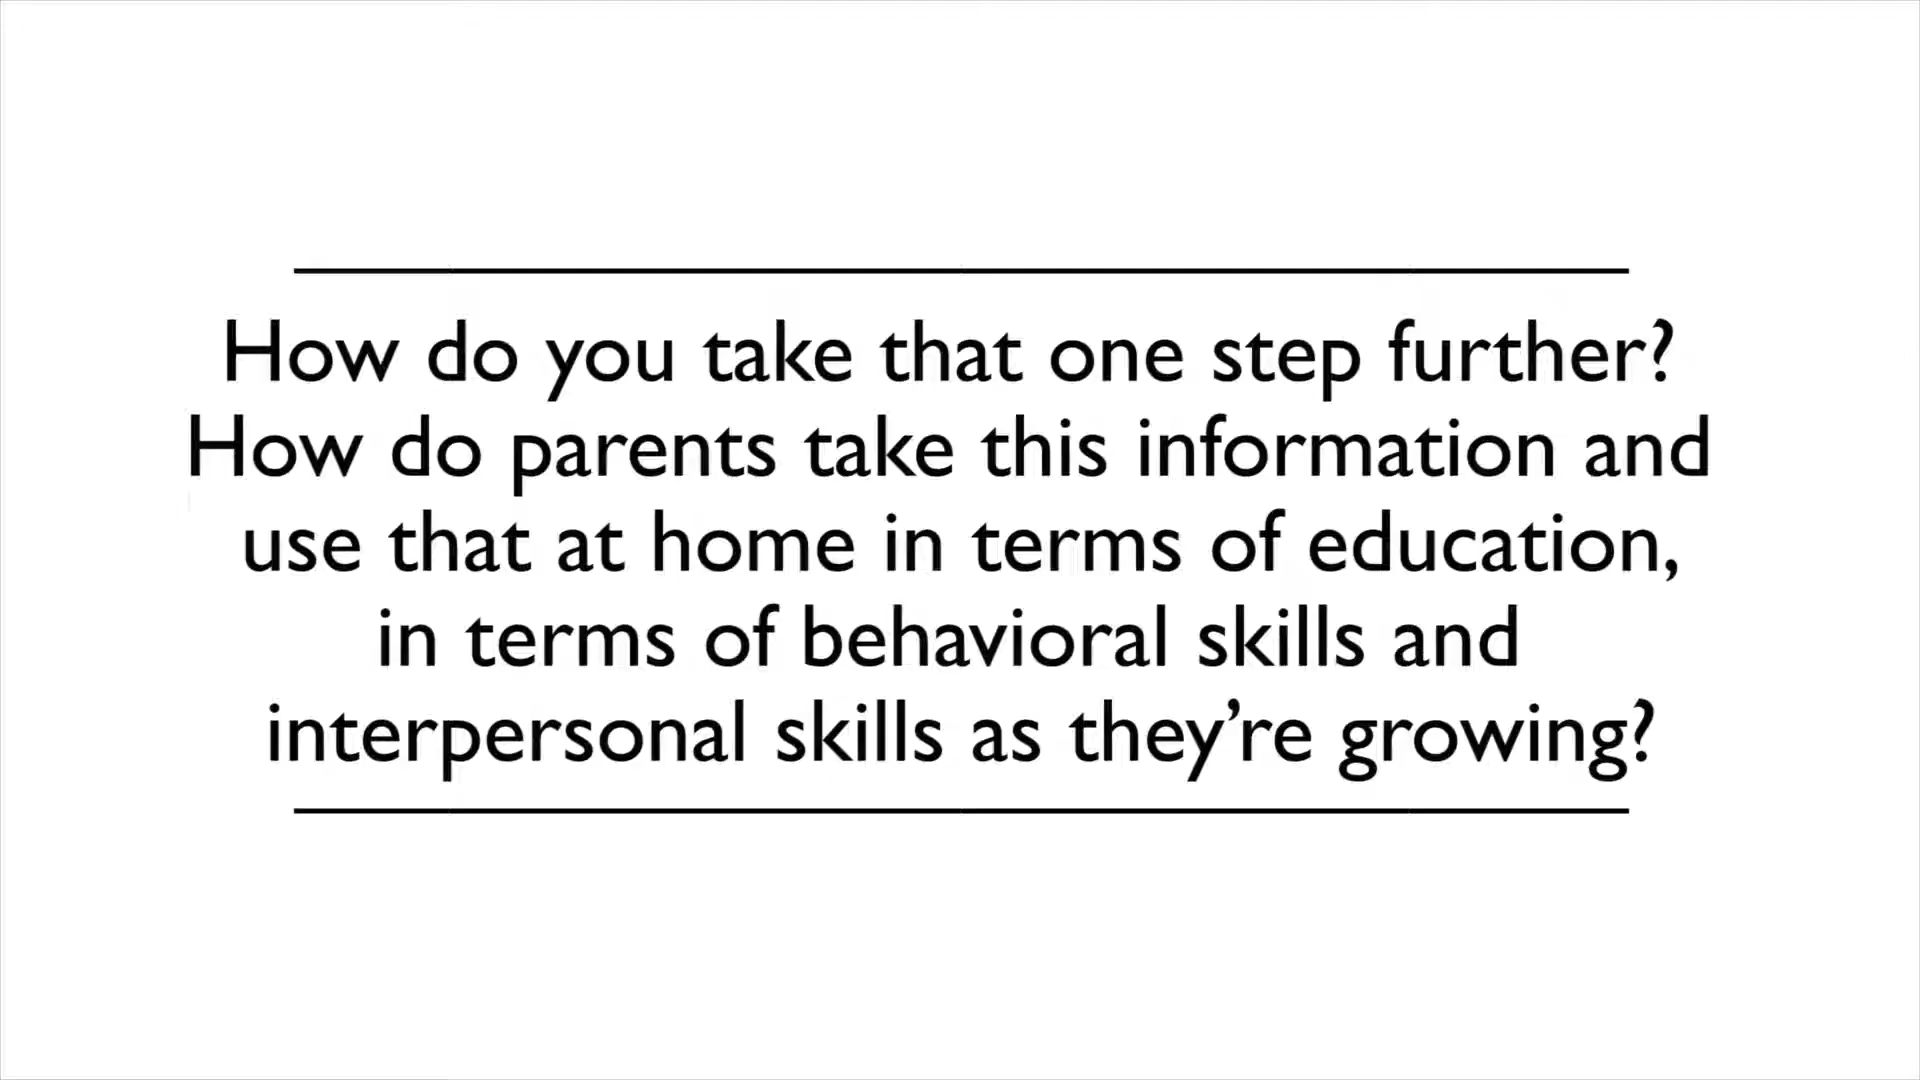 How do you take that one step further?
How do parents take this information and
use that at home in terms of education,
in terms of behavioral skills and
interpersonal skills as they’re growing?